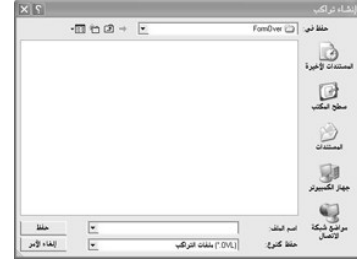 إنشاء تراكب
حفظ في: FormOver
المستندات الأخيرة
سطح المكتب
المستندات
جهاز الكمبيوتر
مواضع شبكة الاتصال
اسم الملف: حفظ
حفظ كنوع: ملفات التراكب (*.OVL) إلغاء الأمر